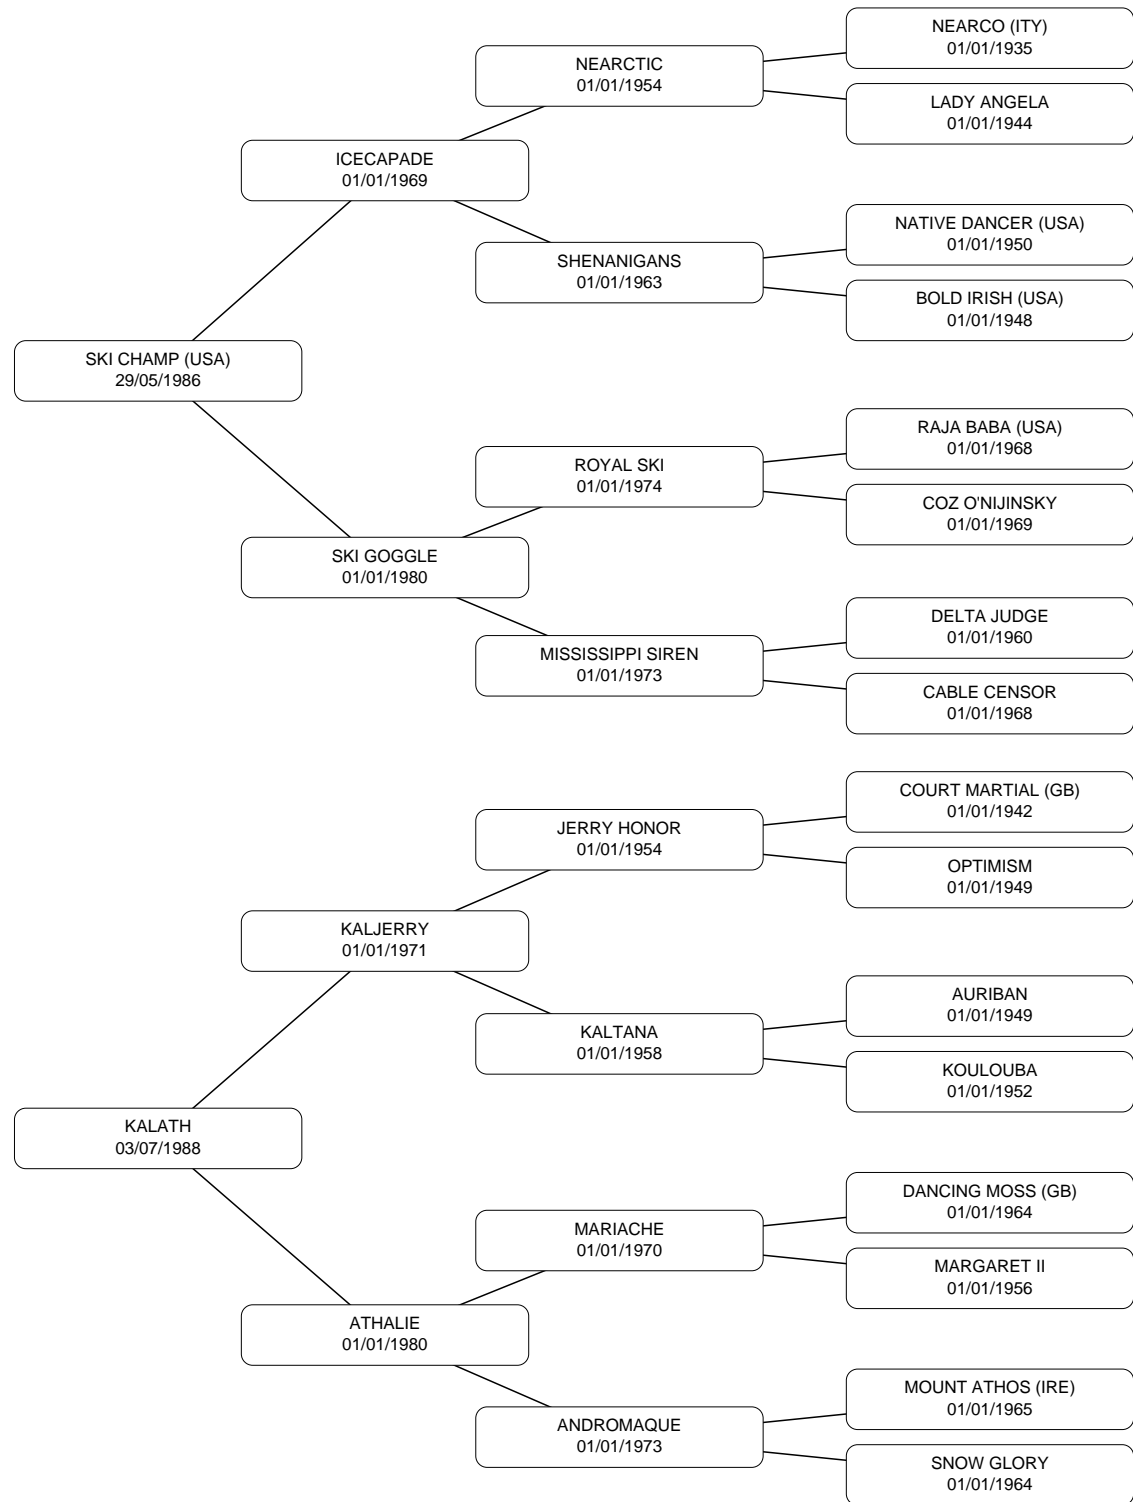 NEARCO (ITY)
01/01/1935
NEARCTIC
01/01/1954
LADY ANGELA
01/01/1944
ICECAPADE
01/01/1969
NATIVE DANCER (USA)
01/01/1950
SHENANIGANS
01/01/1963
BOLD IRISH (USA)
01/01/1948
SKI CHAMP (USA)
29/05/1986
RAJA BABA (USA)
01/01/1968
ROYAL SKI
01/01/1974
COZ O'NIJINSKY
01/01/1969
SKI GOGGLE
01/01/1980
DELTA JUDGE
01/01/1960
MISSISSIPPI SIREN
01/01/1973
CABLE CENSOR
01/01/1968
COURT MARTIAL (GB)
01/01/1942
JERRY HONOR
01/01/1954
OPTIMISM
01/01/1949
KALJERRY
01/01/1971
AURIBAN
01/01/1949
KALTANA
01/01/1958
KOULOUBA
01/01/1952
KALATH
03/07/1988
DANCING MOSS (GB)
01/01/1964
MARIACHE
01/01/1970
MARGARET II
01/01/1956
ATHALIE
01/01/1980
MOUNT ATHOS (IRE)
01/01/1965
ANDROMAQUE
01/01/1973
SNOW GLORY
01/01/1964